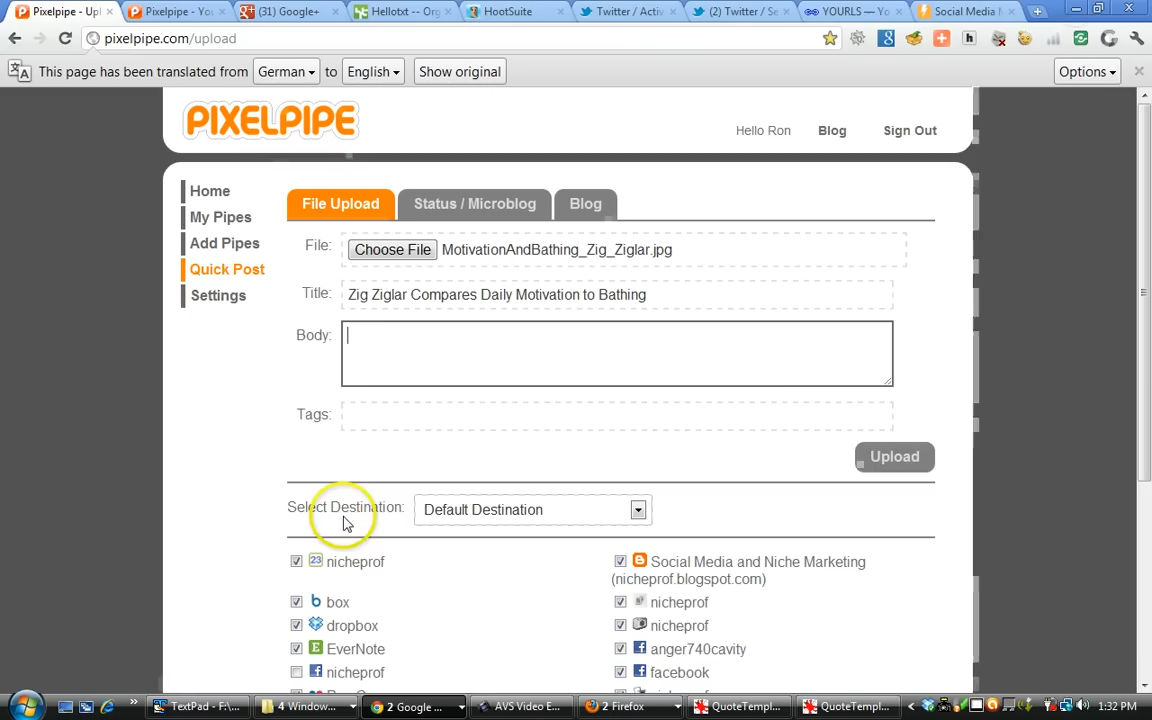 Pixelpipe - Upl
Pixelpipe - You
(31) Google+
Hellotxt -- Org
HootSuite
Twitter / Activ
(2) Twitter / Se
YOURLS — Yo
Social Media N
pixelpipe.com/upload
This page has been translated from German to English Show original Options
PIXELPIPE
Hello Ron Blog Sign Out
Home
My Pipes
Add Pipes
Quick Post
Settings
File Upload Status / Microblog Blog
File: Choose File MotivationAndBathing_Zig_Ziglar.jpg
Title: Zig Ziglar Compares Daily Motivation to Bathing
Body:
Tags:
Upload
Select Destination: Default Destination
23 nicheprof
Social Media and Niche Marketing
(nicheprof.blogspot.com)
box
nicheprof
dropbox
nicheprof
EverNote
anger740cavity
nicheprof
facebook
TextPad - F:\...
4 Window...
2 Google ...
AVS Video E...
2 Firefox
QuoteTempl...
QuoteTempl...
1:32 PM